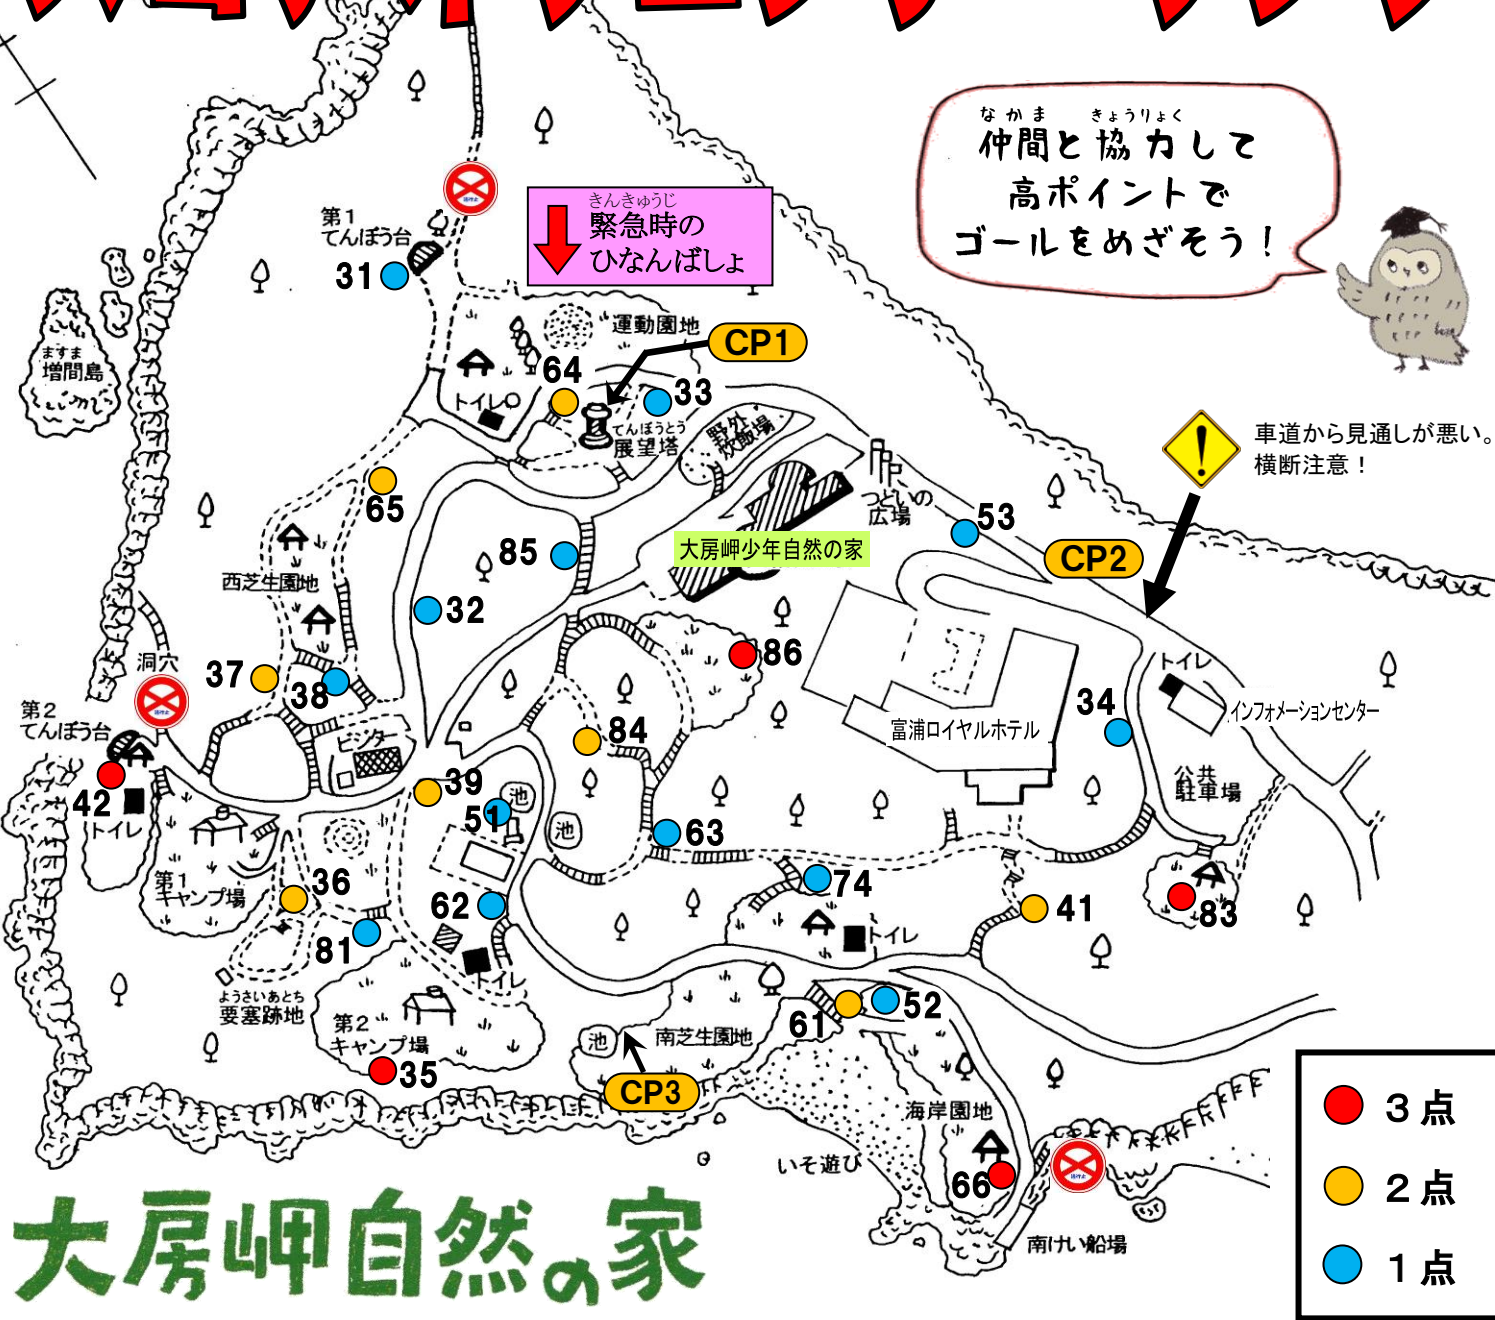 なかま きょうりょく
仲間と協力して
高ポイントで
ゴールをめざそう！
きんきゅうじ
緊急時の
ひなんばしょ
第1
てんぼう台
31
ますま
増間島
運動園地
CP1
64
33
トイレ
てんぼうとう
展望塔
野外
炊飯場
車道から見通しが悪い。
横断注意！
65
つどいの
広場
53
85
大房岬少年自然の家
CP2
西芝生園地
32
洞穴
37
38
86
トイレ
第2
てんぼう台
34
インフォメーションセンター
84
富浦ロイヤルホテル
39
池
51
42
トイレ
池
63
公共
駐車場
第1
キャンプ場
36
62
74
41
83
81
トイレ
トイレ
ようさいあとち
要塞跡地
第2
キャンプ場
61
52
池
南芝生園地
35
CP3
海岸園地
いそ遊び
66
南けい船場
3点
2点
1点
大房岬自然の家